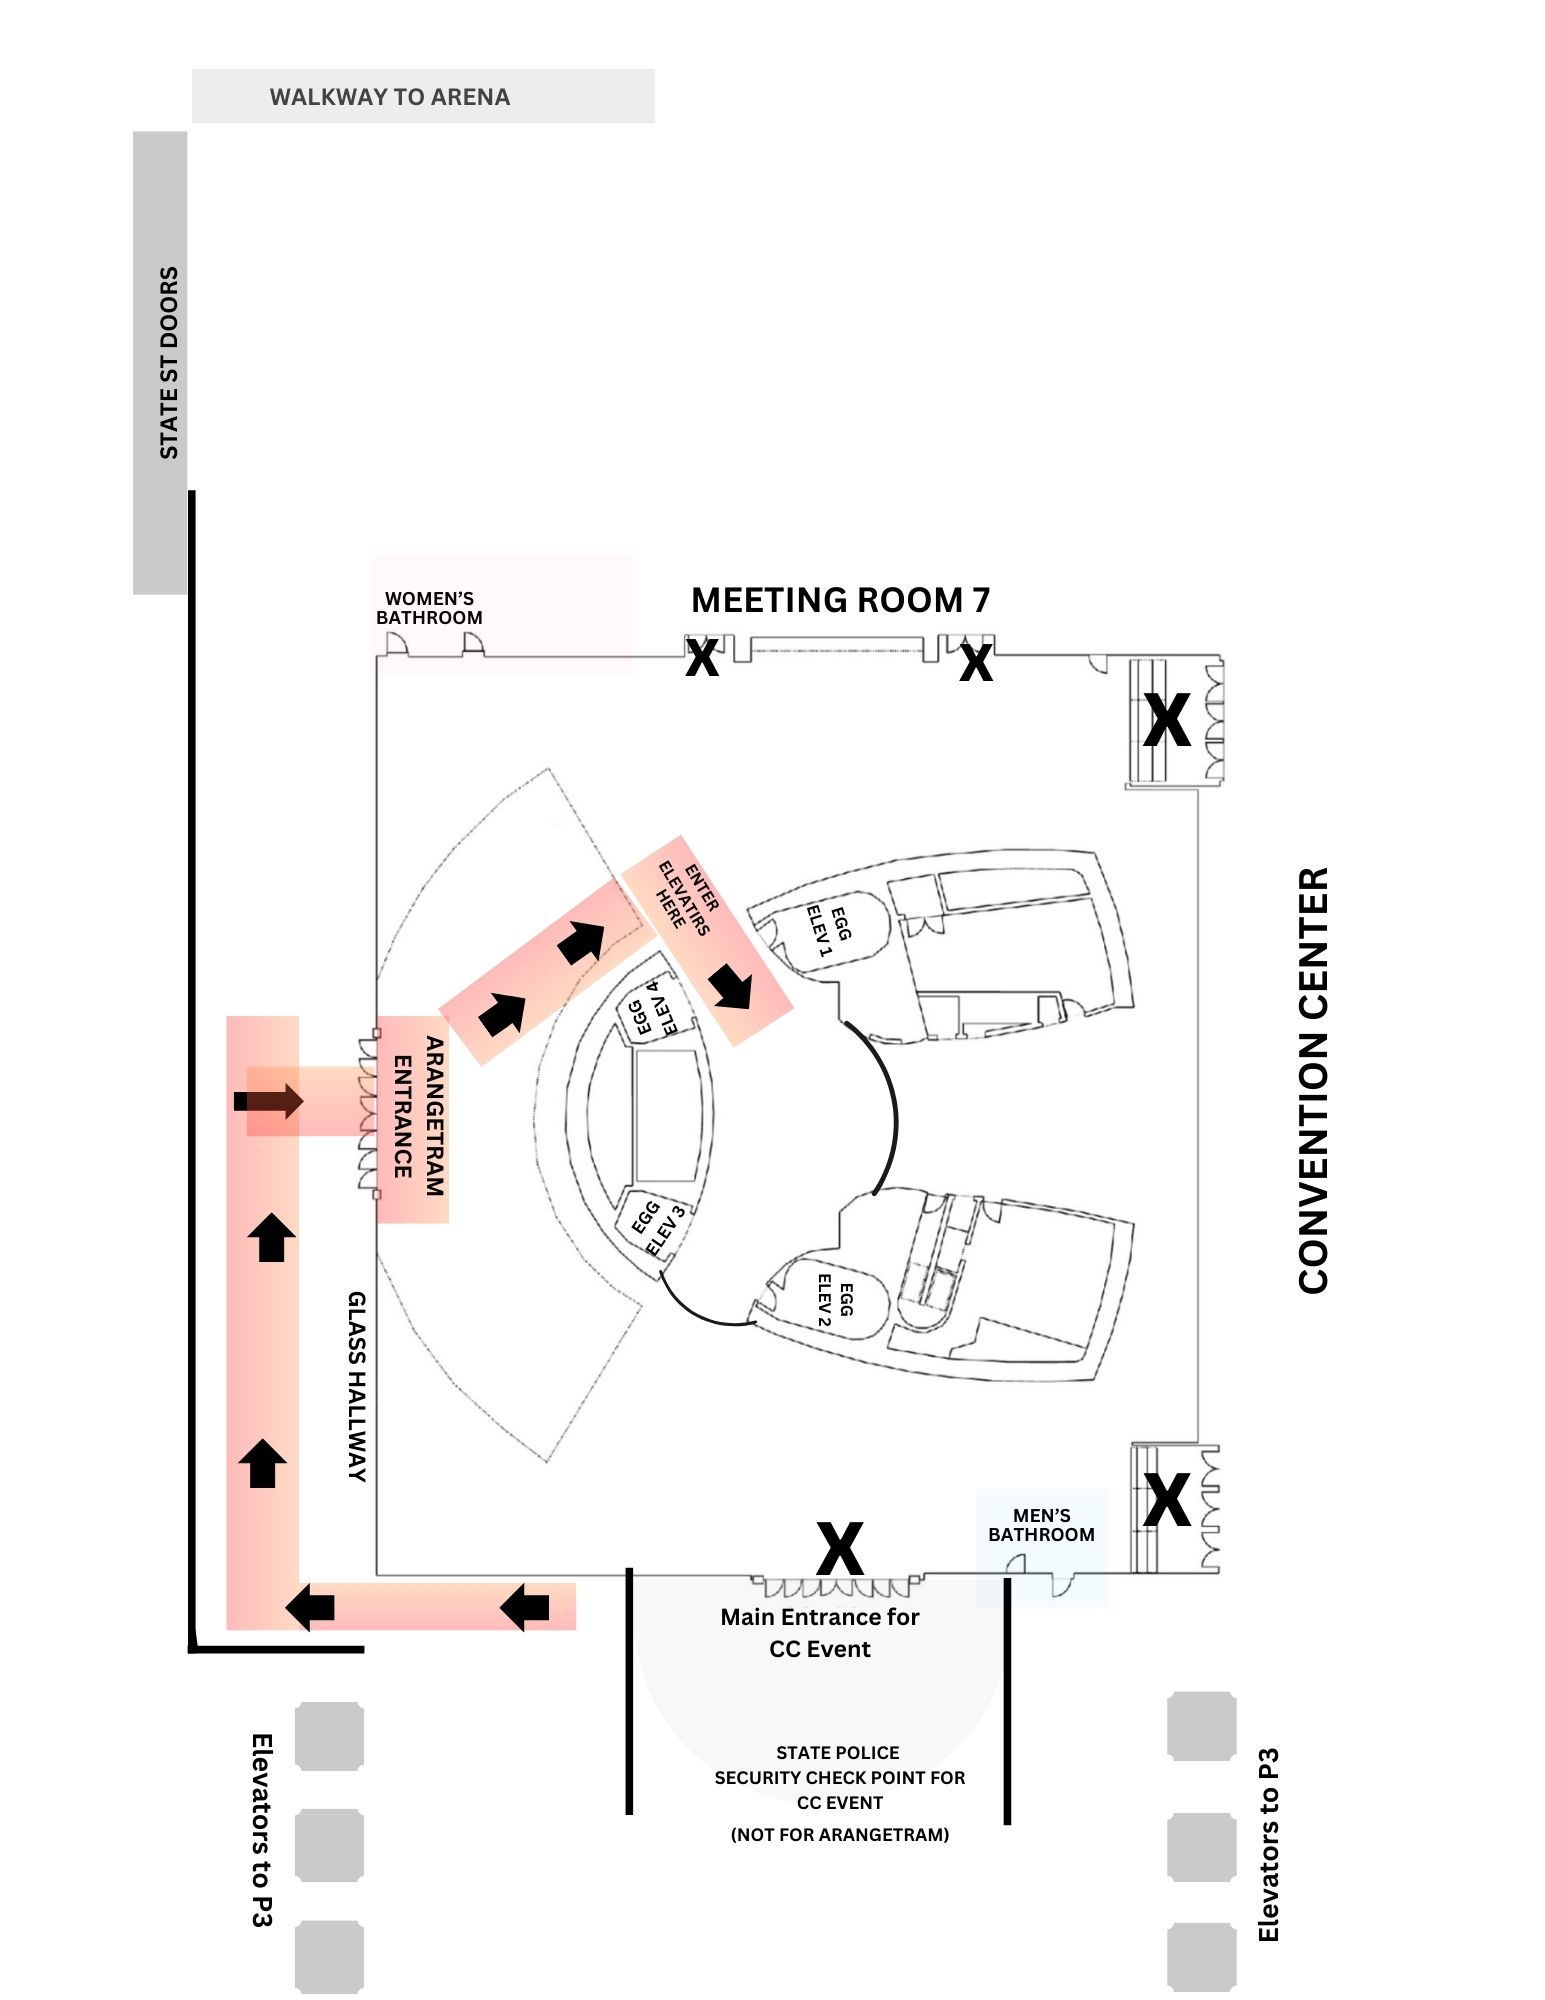 WALKWAY TO ARENA
STATE ST DOORS
WOMEN'S
BATHROOM
MEETING ROOM 7
X
X
X
ENTER
ELEVATIRS
HERE
EGG
ELEV 1
EGG
ELEV 4
ARANGETRAM
ENTRANCE
CONVENTION CENTER
EGG
ELEV 3
EGG
ELEV 2
GLASS HALLWAY
X
X
MEN'S
BATHROOM
Main Entrance for
CC Event
STATE POLICE
SECURITY CHECK POINT FOR
CC EVENT
(NOT FOR ARANGETRAM)
Elevators to P3
Elevators to P3